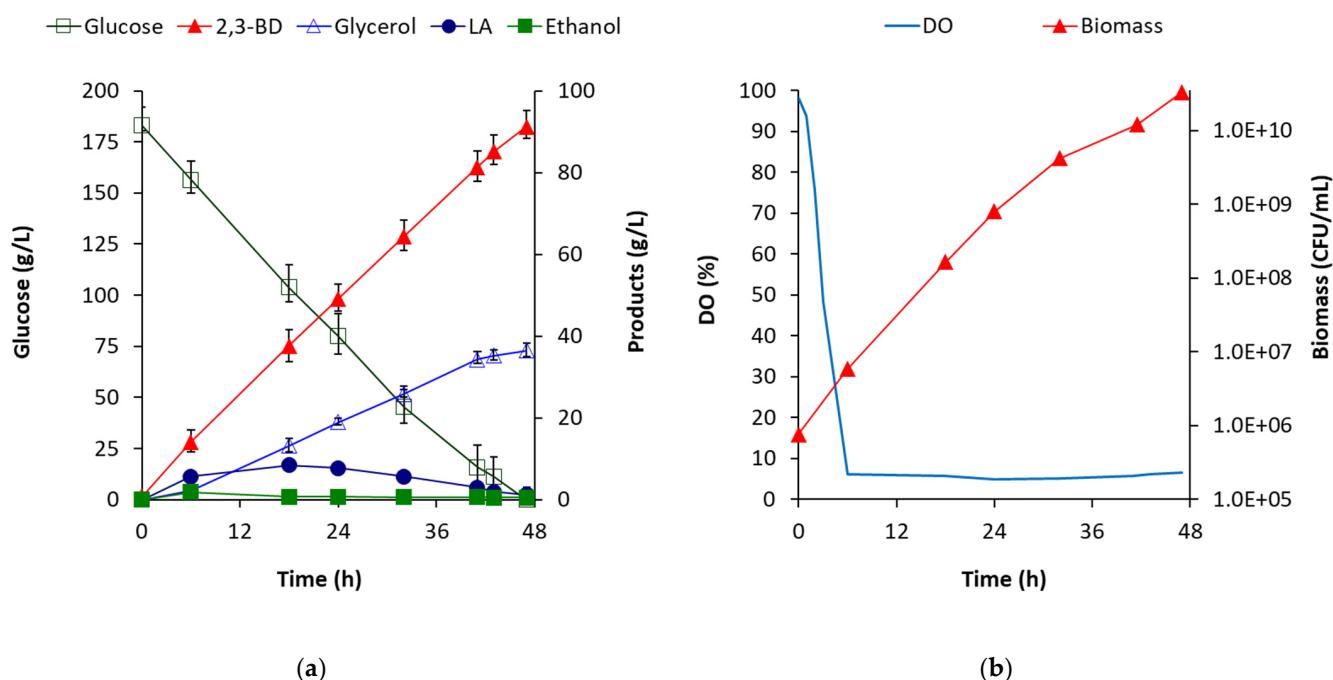 Glucose 2,3-BD Glycerol LA Ethanol
DO Biomass
200
175
150
125
100
75
50
25
0
Glucose (g/L)
100
80
60
40
20
0
Products (g/L)
0 12 24 36 48
Time (h)
(a)
100
90
80
70
60
50
40
30
20
10
0
DO (%)
1.0E+10
1.0E+09
1.0E+08
1.0E+07
1.0E+06
1.0E+05
Biomass (CFU/mL)
0 12 24 36 48
Time (h)
(b)